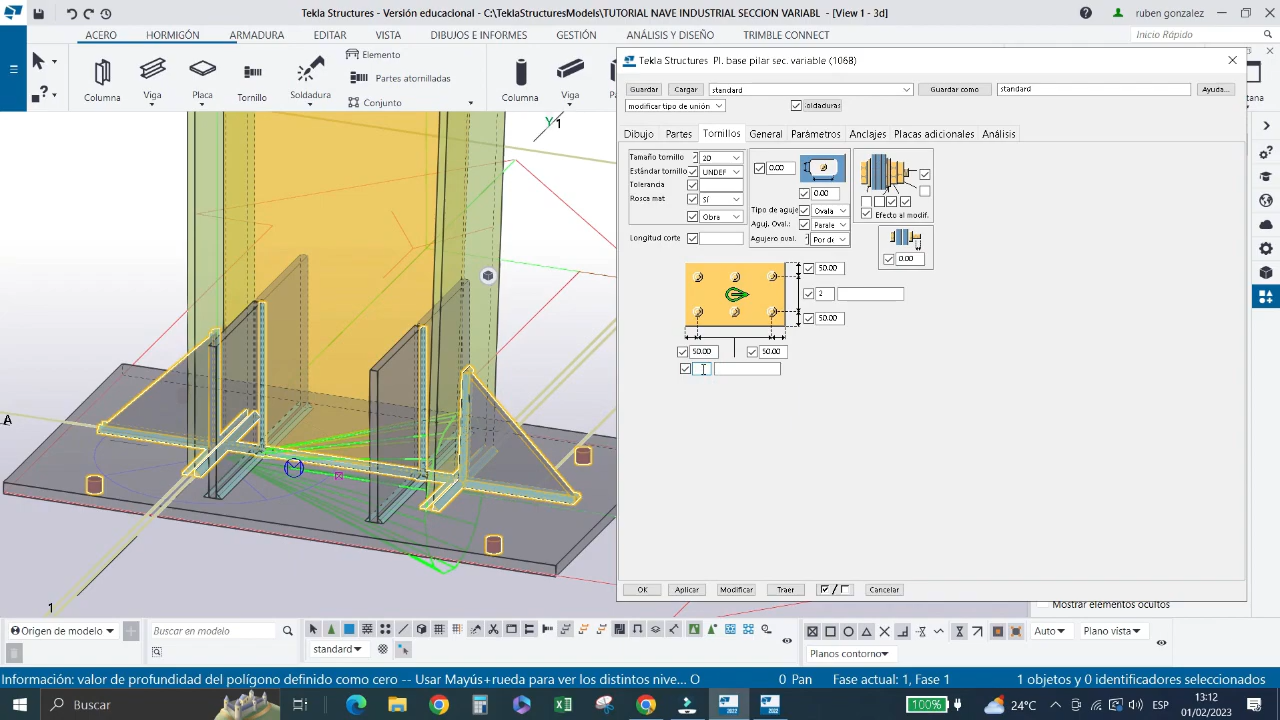 Tekla Structures - Versión educacional - C:\TeklaStructuresModels\TUTORIAL NAVE INDUSTRIAL SECCION VARIABL - [View 1 - 3d]
ruben gonzalez
ACERO HORMIGÓN ARMADURA EDITAR VISTA DIBUJOS E INFORMES GESTIÓN ANÁLISIS Y DISEÑO TRIMBLE CONNECT
Inicio Rápido
Columna Viga Placa Tornillo Soldadura
Elemento
Partes atornilladas
Conjunto
Columna Viga
Tekla Structures Pl. base pilar sec. variable (1068)
Guardar Cargar standard Guardar como standard Ayuda...
modificar tipo de unión soldaduras
Dibujo Partes Tornillos General Parámetros Anclajes Placas adicionales Análisis
Tamaño tornillo 20
Estándar tornillo UNDEF
Tolerancia
Rosca mat Sí
Obra
Longitud corte
0.00
0.00
Tipo de aguje Ovala
Aguj. Oval.: Parale
Agujero oval. Por de
Efecto al modif.
0.00
50.00
2
50.00
50.00 50.00
OK Aplicar Modificar Traer Cancelar
Mostrar elementos ocultos
Y 1
A
1
Origen de modelo Buscar en modelo
standard
Auto Plano vista
Planos contorno
Información: valor de profundidad del polígono definido como cero -- Usar Mayús+rueda para ver los distintos nivel... O 0 Pan Fase actual: 1, Fase 1 1 objetos y 0 identificadores seleccionados
Buscar
100% 24°C ESP
13:12
01/02/2023